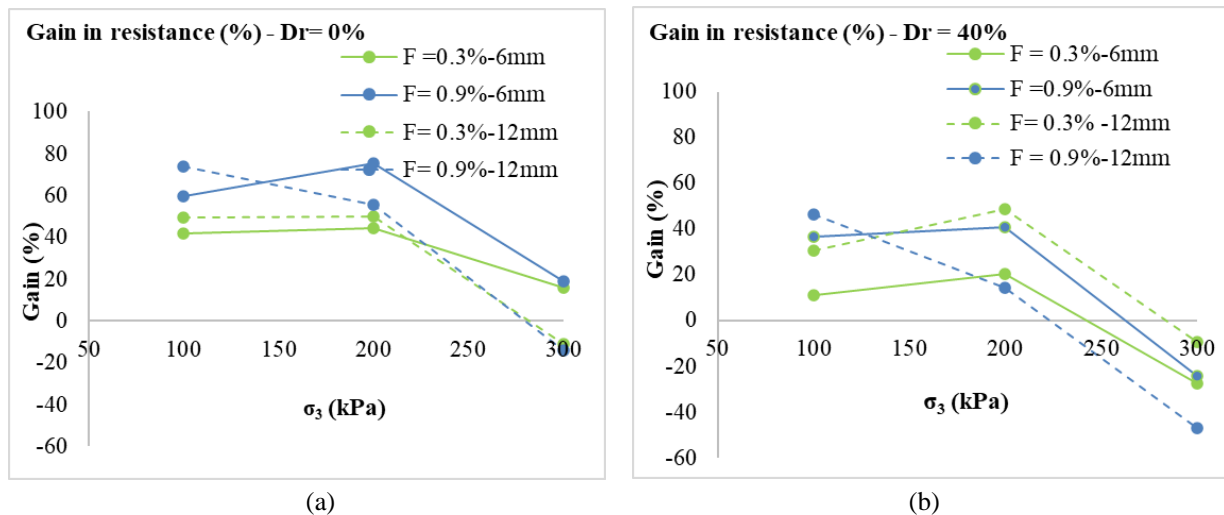 Gain in resistance (%) - Dr= 0%
F =0.3%-6mm
F= 0.9%-6mm
F= 0.3%-12mm
F = 0.9%-12mm
100
80
60
40
20
0
-20
-40
-60
50
100
150
200
250
300
Gain (%)
σ₃ (kPa)
(a)
Gain in resistance (%) - Dr = 40%
F = 0.3%-6mm
F =0.9%-6mm
F= 0.3% -12mm
F = 0.9%-12mm
100
80
60
40
20
0
-20
-40
-60
50
100
150
200
250
300
Gain (%)
σ₃ (kPa)
(b)